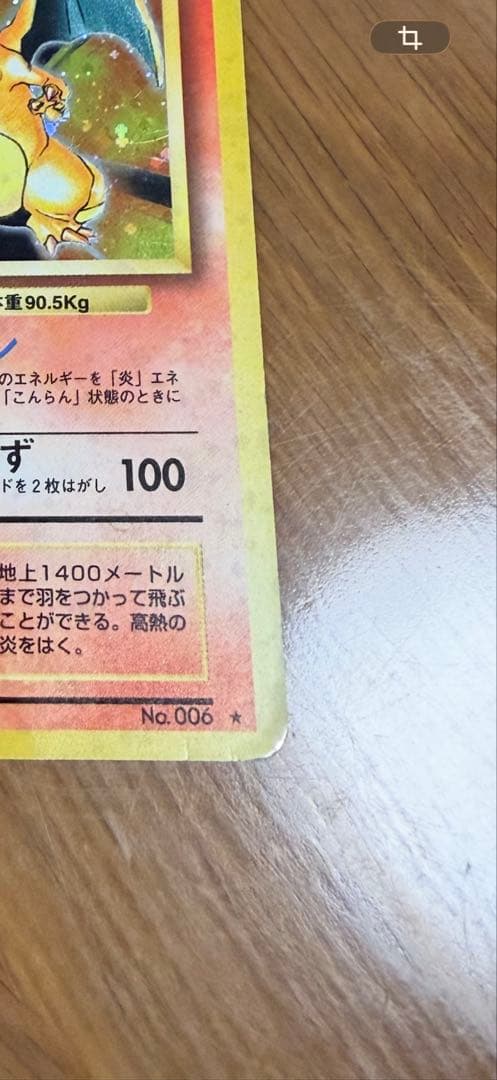 体重90.5Kg
のエネルギーを「炎」エネ
「こんらん」状態のときに
ず
ドを2枚はがし 100
地上1400メートル
まで羽をつかって飛ぶ
ことができる。高熱の
炎をはく。
No.006 ★